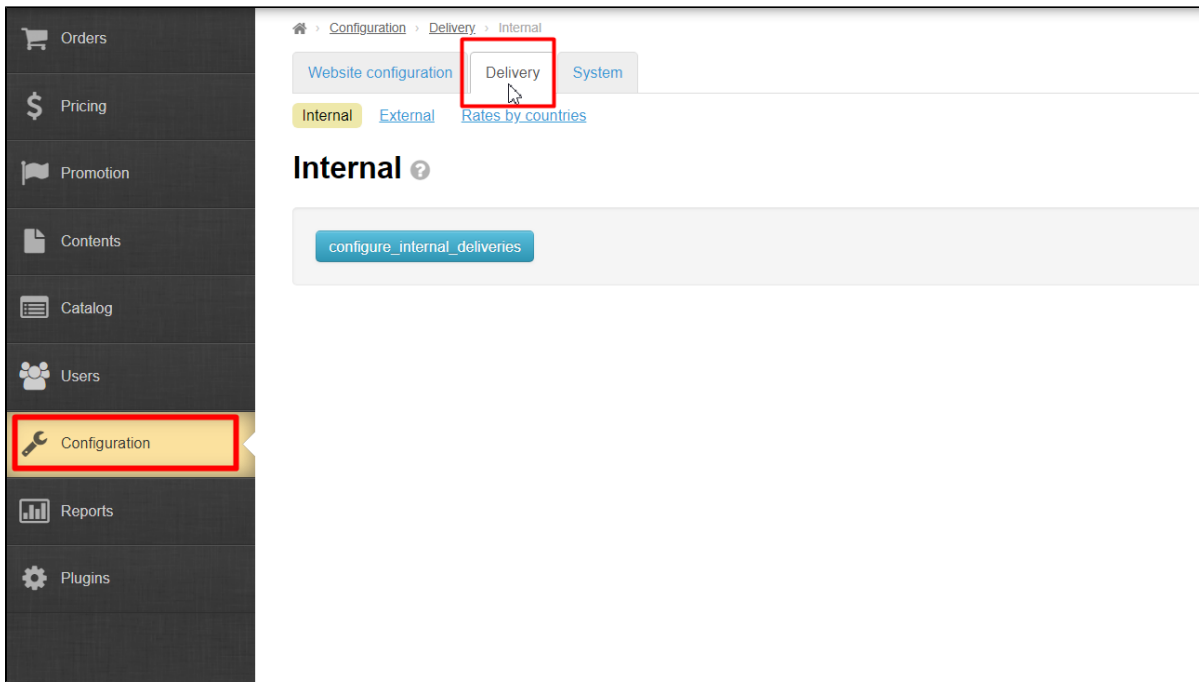 Orders
Pricing
Promotion
Contents
Catalog
Users
Configuration
Reports
Plugins
Configuration › Delivery › Internal
Website configuration Delivery System
Internal External Rates by countries
Internal
configure_internal_deliveries